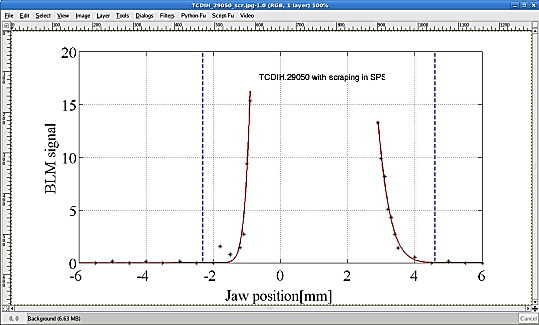 TCDIH_29050_scr.jpg-1.0 (RGB, 1 layer) 100%
File Edit Select View Image Layer Tools Dialogs Filters Python-Fu Script-Fu Video
20
TCDIH.29050 with scraping in SPS
15
BLM signal
10
5
0
-6 -4 -2 0 2 4 6
Jaw position[mm]
0, 0 Background (6.63 MB) Cancel